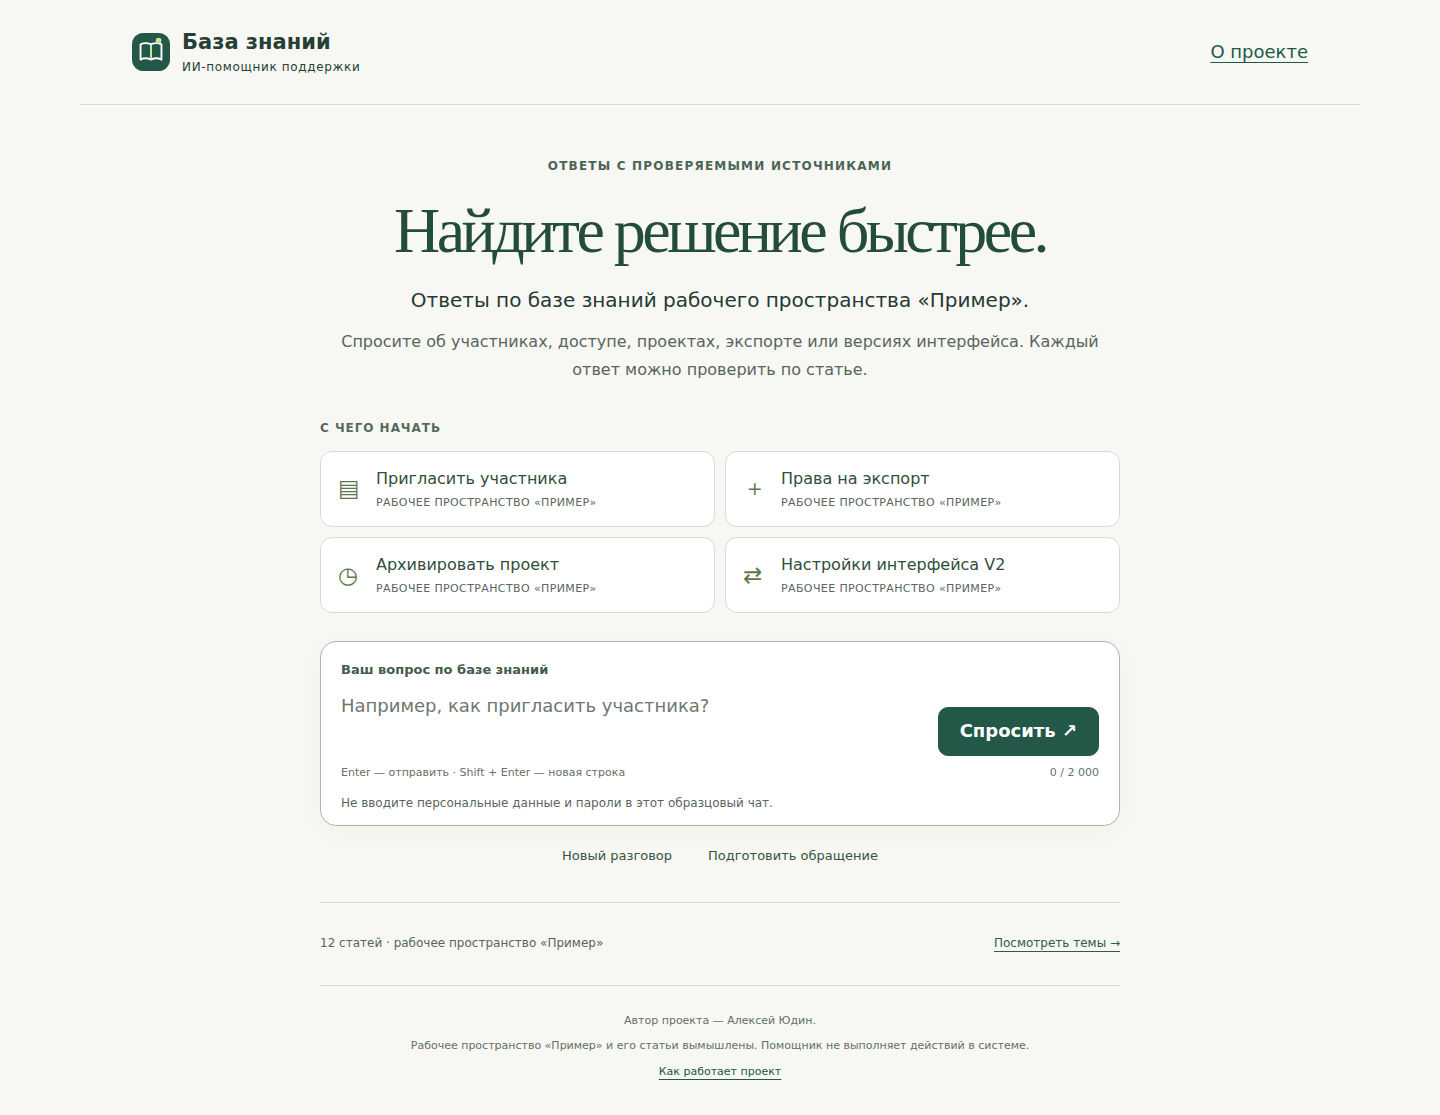 База знаний
ИИ-помощник поддержки
О проекте
ОТВЕТЫ С ПРОВЕРЯЕМЫМИ ИСТОЧНИКАМИ
Найдите решение быстрее.
Ответы по базе знаний рабочего пространства «Пример».
Спросите об участниках, доступе, проектах, экспорте или версиях интерфейса. Каждый
ответ можно проверить по статье.
С ЧЕГО НАЧАТЬ
Пригласить участника
РАБОЧЕЕ ПРОСТРАНСТВО «ПРИМЕР»
Права на экспорт
РАБОЧЕЕ ПРОСТРАНСТВО «ПРИМЕР»
Архивировать проект
РАБОЧЕЕ ПРОСТРАНСТВО «ПРИМЕР»
Настройки интерфейса V2
РАБОЧЕЕ ПРОСТРАНСТВО «ПРИМЕР»
Ваш вопрос по базе знаний
Например, как пригласить участника?
Спросить ↗
Enter — отправить · Shift + Enter — новая строка
0 / 2 000
Не вводите персональные данные и пароли в этот образцовый чат.
Новый разговор
Подготовить обращение
12 статей · рабочее пространство «Пример»
Посмотреть темы →
Автор проекта — Алексей Юдин.
Рабочее пространство «Пример» и его статьи вымышлены. Помощник не выполняет действий в системе.
Как работает проект